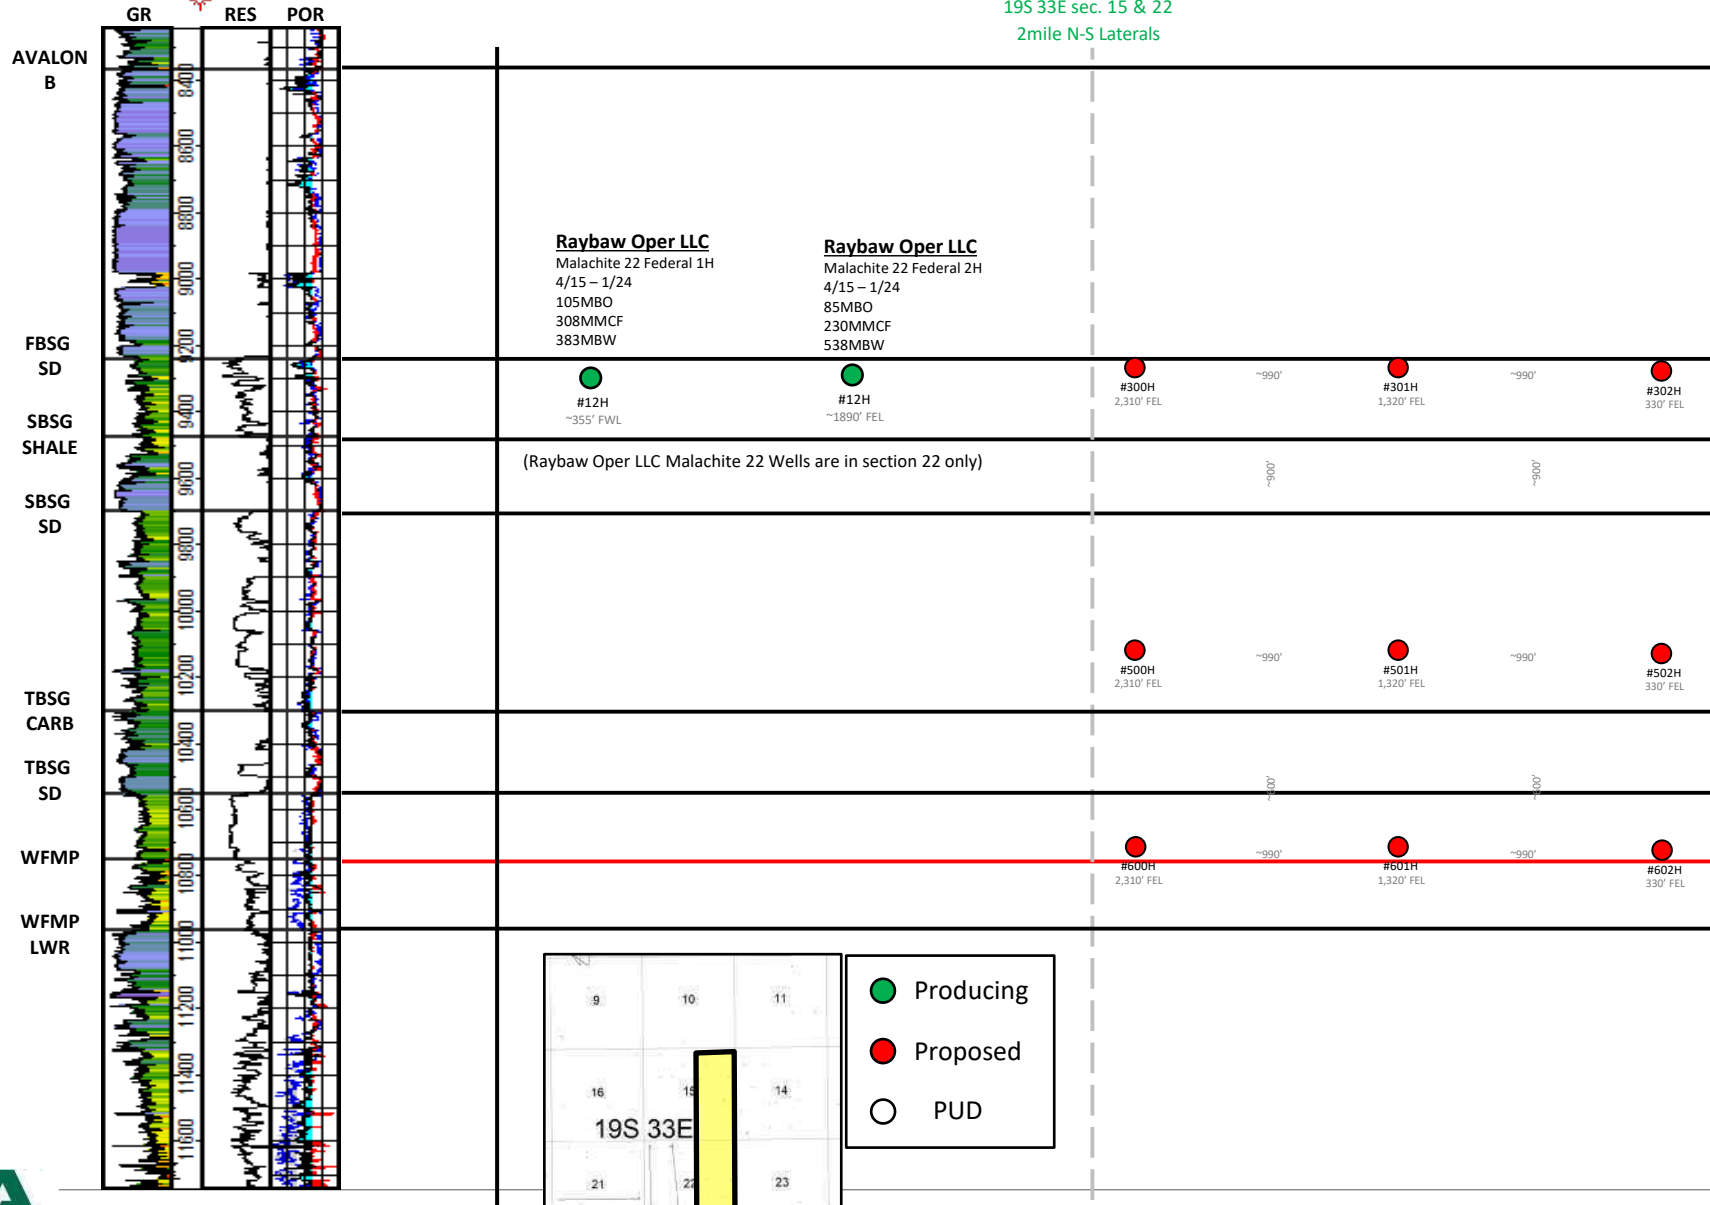 GR RES POR
19S 33E sec. 15 & 22
2mile N-S Laterals
AVALON
B
8400
8600
8800
9000
9200
9400
9600
9800
10000
10200
10400
10600
10800
11000
11200
11400
11600
FBSG
SD
SBSG
SHALE
SBSG
SD
TBSG
CARB
TBSG
SD
WFMP
WFMP
LWR
Raybaw Oper LLC
Malachite 22 Federal 1H
4/15 – 1/24
105MBO
308MMCF
383MBW
Raybaw Oper LLC
Malachite 22 Federal 2H
4/15 – 1/24
85MBO
230MMCF
538MBW
#12H
~355' FWL
#12H
~1890' FEL
#300H
2,310' FEL
~990'
#301H
1,320' FEL
~990'
#302H
330' FEL
(Raybaw Oper LLC Malachite 22 Wells are in section 22 only)
~900'
~900'
#500H
2,310' FEL
~990'
#501H
1,320' FEL
~990'
#502H
330' FEL
~600'
~600'
#600H
2,310' FEL
~990'
#601H
1,320' FEL
~990'
#602H
330' FEL
9 10 11
16 15 14
19S 33E
21 22 23
Producing
Proposed
PUD